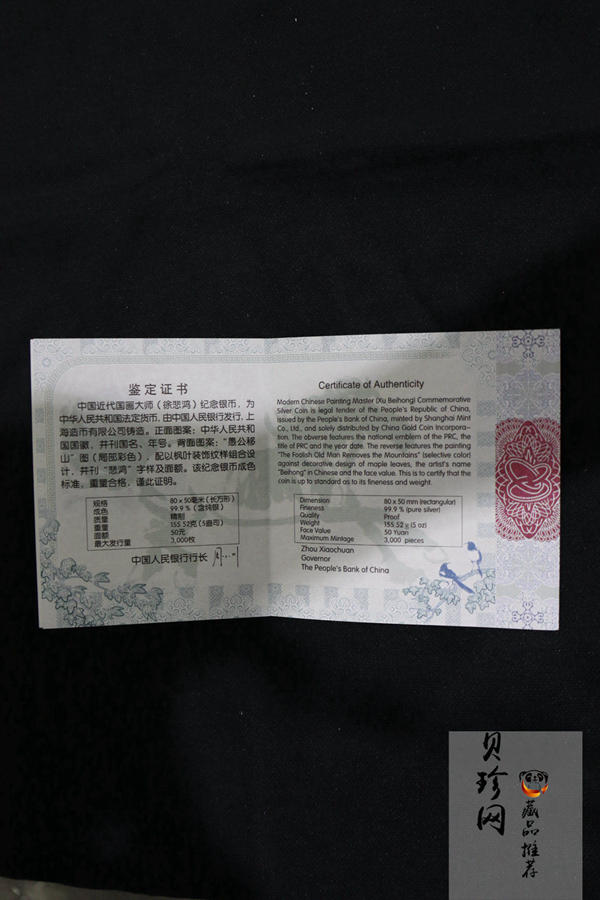 鉴定证书
中国近代国画大师（徐悲鸿）纪念银币，为
中华人民共和国法定货币，由中国人民银行发行，上
海造币有限公司铸造。正面图案：中华人民共和
国国徽，并刊国名、年号。背面图案：“愚公移
山”图（局部彩色），配以枫叶装饰纹样组合设
计，并刊“悲鸿”字样及面额。该纪念银币成色
标准，重量合格，谨此证明。
规格 80×50毫米（长方形）
成色 99.9%（含纯银）
质量 精制
重量 155.52克（5盎司）
面额 50元
最大发行量 3,000枚
中国人民银行行长
Certificate of Authenticity
Modern Chinese Painting Master (Xu Beihong) Commemorative
Silver Coin is legal tender of the People's Republic of China,
issued by the People's Bank of China, minted by Shanghai Mint
Co., Ltd., and solely distributed by China Gold Coin Incorpora-
tion. The obverse features the national emblem of the PRC, the
title of PRC and the year date. The reverse features the painting
"The Foolish Old Man Removes the Mountains" (selective color)
against decorative design of maple leaves, the artist's name
"Beihong" in Chinese and the face value. This is to certify that the
coin is up to standard as to its fineness and weight.
Dimension 80 x 50 mm (rectangular)
Fineness 99.9 % (pure silver)
Quality Proof
Weight 155.52 g (5 oz)
Face Value 50 Yuan
Maximum Mintage 3,000 pieces
Zhou Xiaochuan
Governor
The People's Bank of China
贝珍网
藏品推荐